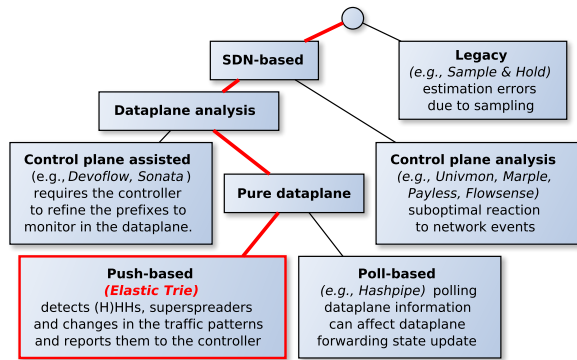 SDN-based
Legacy
(e.g., Sample & Hold)
estimation errors
due to sampling
Dataplane analysis
Control plane assisted
(e.g., Devoflow, Sonata)
requires the controller
to refine the prefixes to
monitor in the dataplane.
Control plane analysis
(e.g., Univmon, Marple,
Payless, Flowsense)
suboptimal reaction
to network events
Pure dataplane
Push-based
(Elastic Trie)
detects (H)HHs, superspreaders
and changes in the traffic patterns
and reports them to the controller
Poll-based
(e.g., Hashpipe) polling
dataplane information
can affect dataplane
forwarding state update